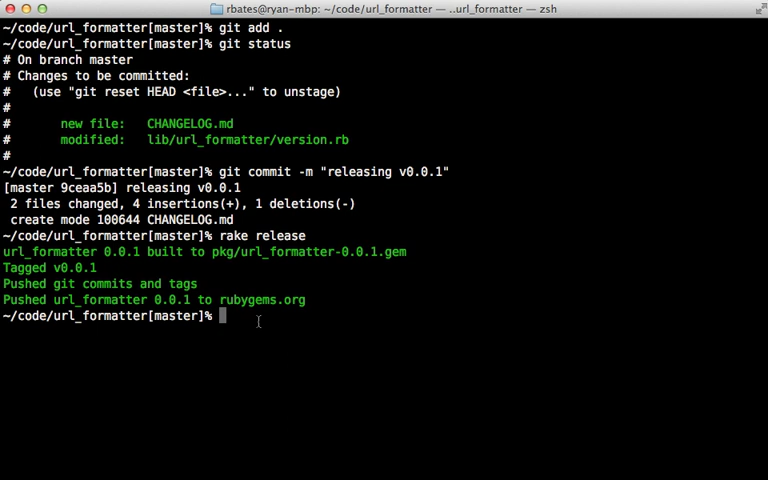 rbates@ryan-mbp: ~/code/url_formatter — ..url_formatter — zsh
~/code/url_formatter[master]% git add .
~/code/url_formatter[master]% git status
# On branch master
# Changes to be committed:
#   (use "git reset HEAD <file>..." to unstage)
#
#       new file:   CHANGELOG.md
#       modified:   lib/url_formatter/version.rb
#
~/code/url_formatter[master]% git commit -m "releasing v0.0.1"
[master 9ceaa5b] releasing v0.0.1
 2 files changed, 4 insertions(+), 1 deletions(-)
 create mode 100644 CHANGELOG.md
~/code/url_formatter[master]% rake release
url_formatter 0.0.1 built to pkg/url_formatter-0.0.1.gem
Tagged v0.0.1
Pushed git commits and tags
Pushed url_formatter 0.0.1 to rubygems.org
~/code/url_formatter[master]%